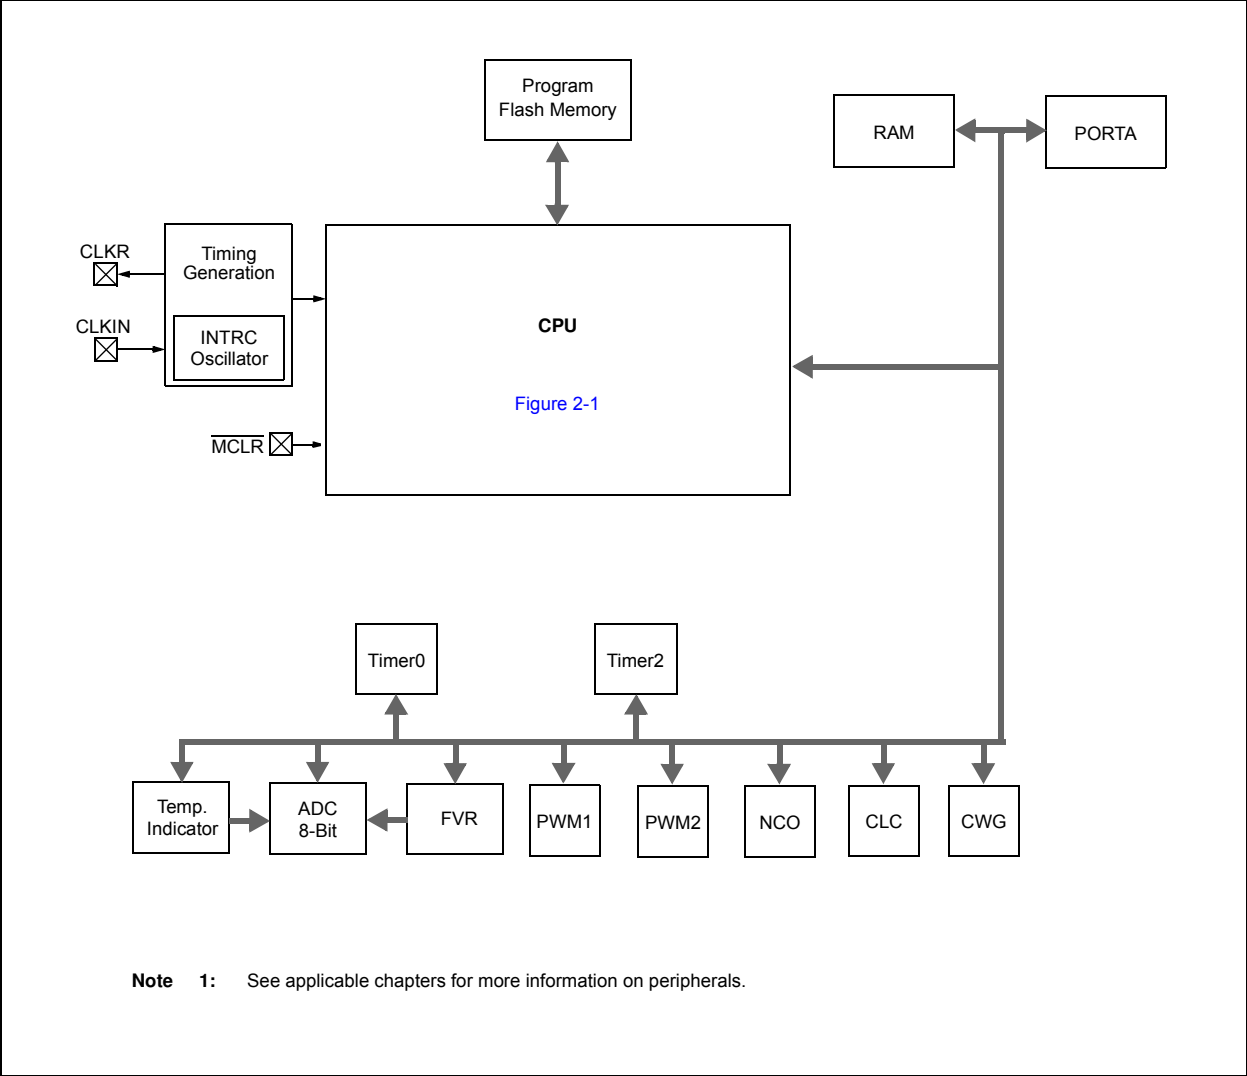 Program
Flash Memory
RAM
PORTA
CLKR
Timing
Generation
CLKIN
INTRC
Oscillator
CPU
Figure 2-1
MCLR
Timer0
Timer2
Temp.
Indicator
ADC
8-Bit
FVR
PWM1
PWM2
NCO
CLC
CWG
Note 1: See applicable chapters for more information on peripherals.